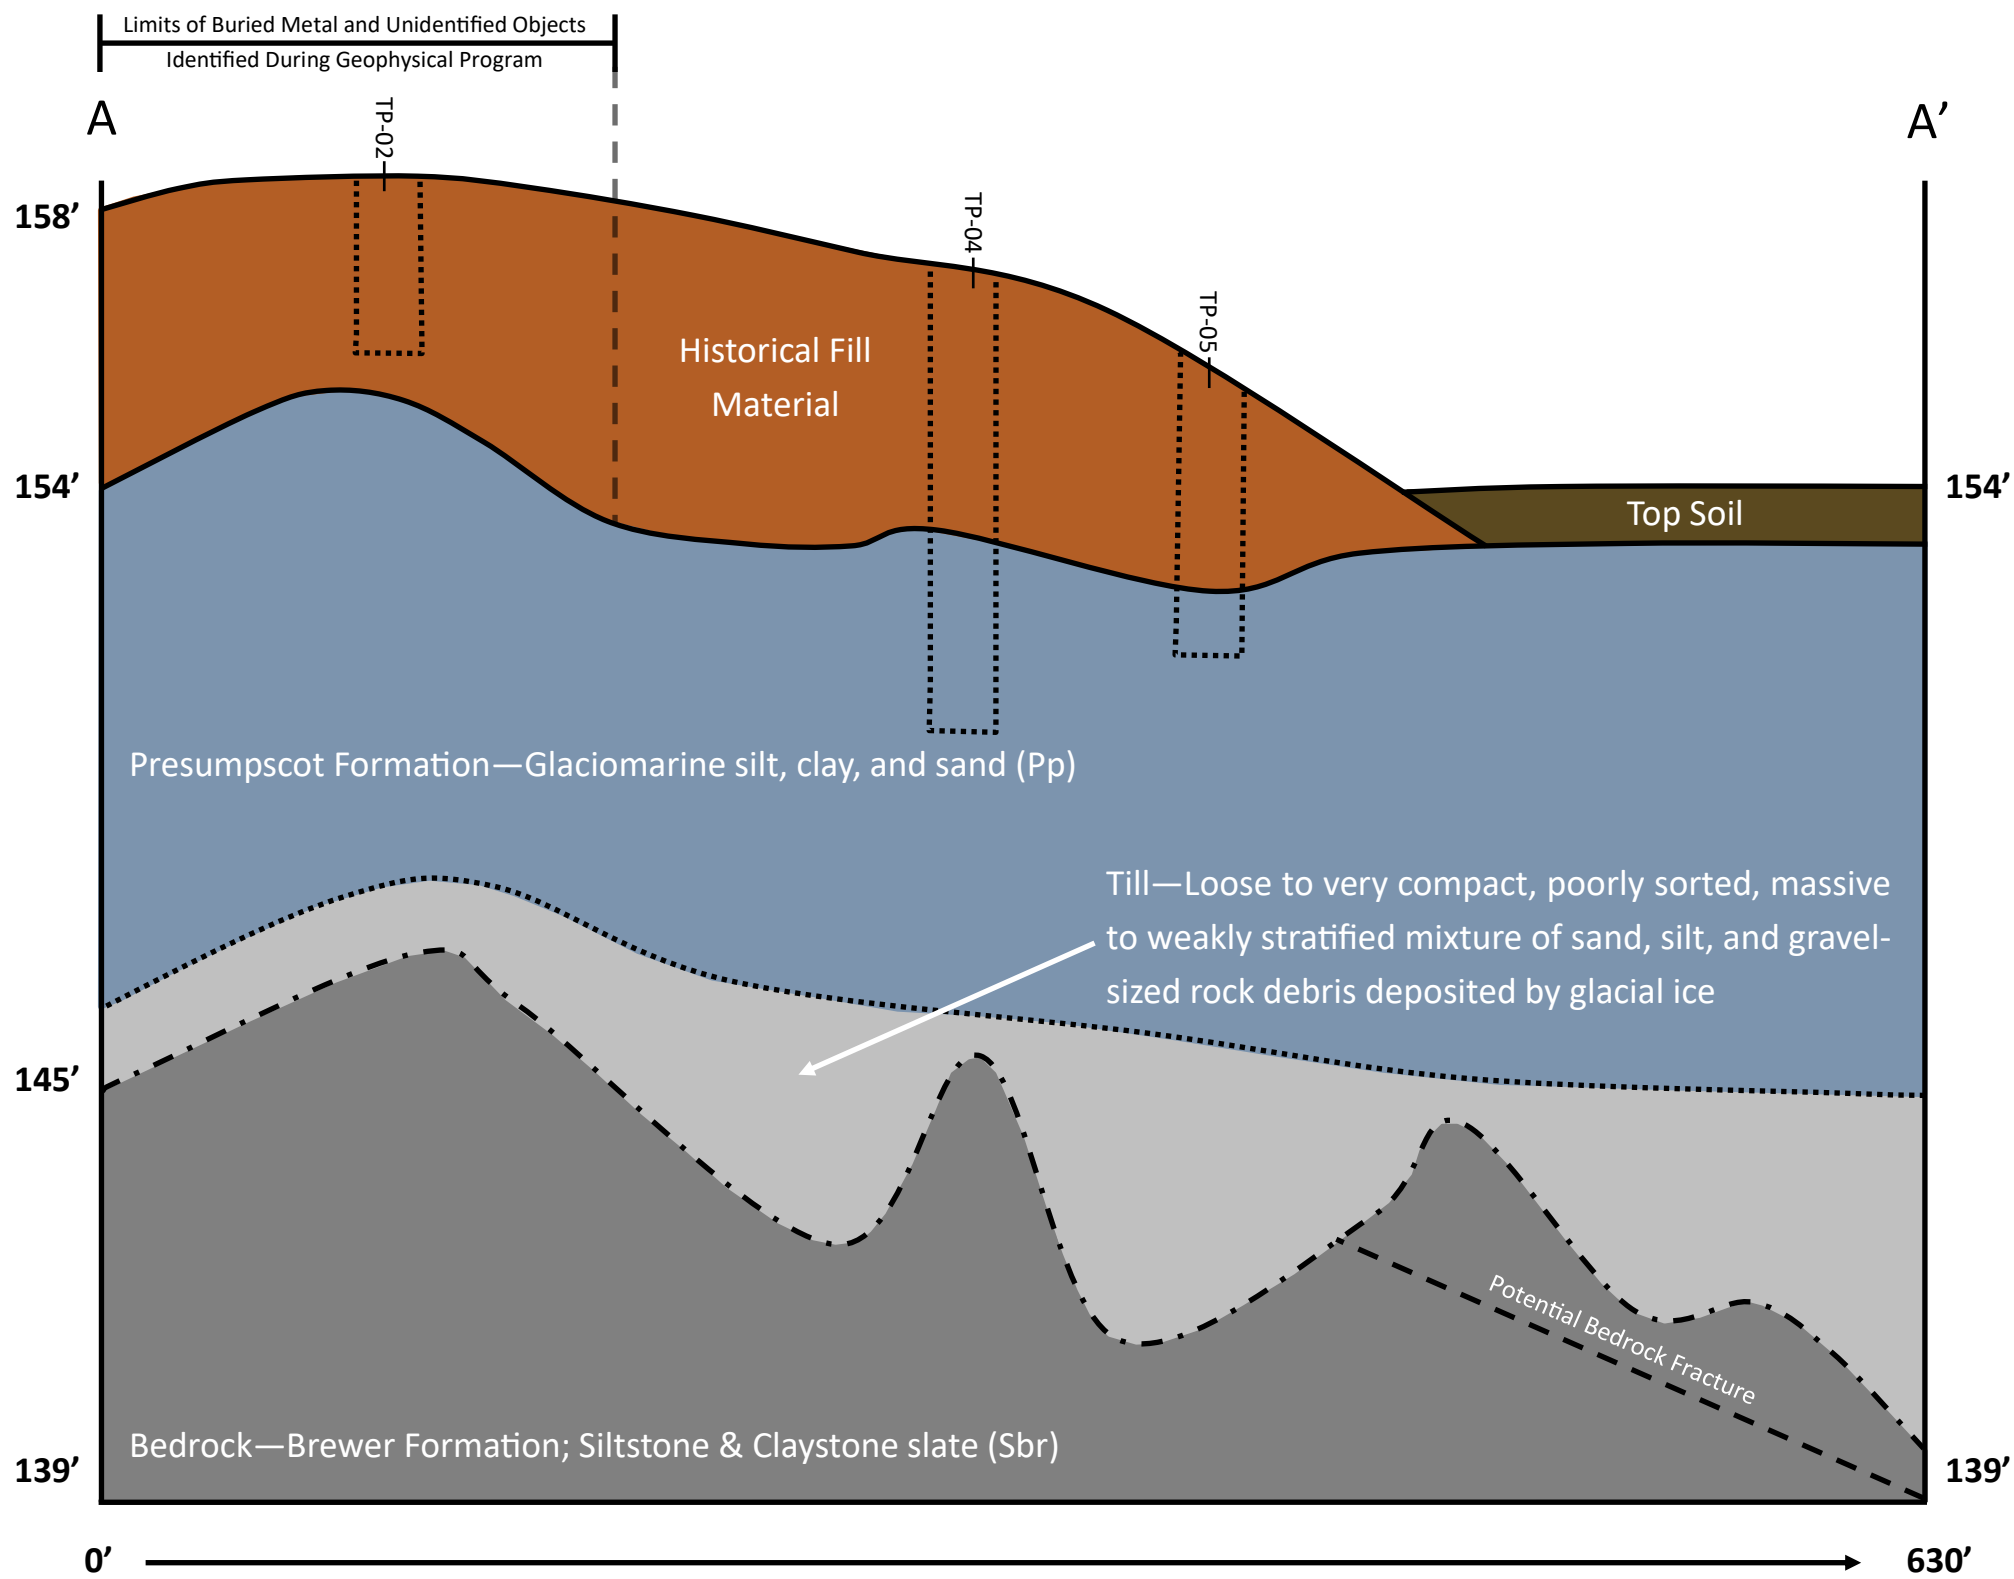 Limits of Buried Metal and Unidentified Objects
Identified During Geophysical Program
A
A’
TP-02
TP-04
TP-05
158’
154’
154’
145’
139’
139’
Historical Fill
Material
Top Soil
Presumpscot Formation—Glaciomarine silt, clay, and sand (Pp)
Till—Loose to very compact, poorly sorted, massive
to weakly stratified mixture of sand, silt, and gravel-
sized rock debris deposited by glacial ice
Potential Bedrock Fracture
Bedrock—Brewer Formation; Siltstone & Claystone slate (Sbr)
0’
630’